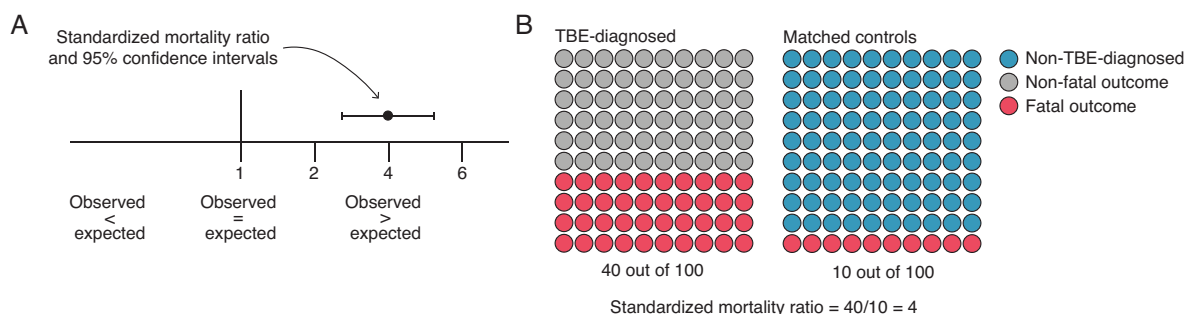 A
Standardized mortality ratio
and 95% confidence intervals
1
2
4
6
Observed
<
expected
Observed
=
expected
Observed
>
expected
B
TBE-diagnosed
Matched controls
Non-TBE-diagnosed
Non-fatal outcome
Fatal outcome
40 out of 100
10 out of 100
Standardized mortality ratio = 40/10 = 4